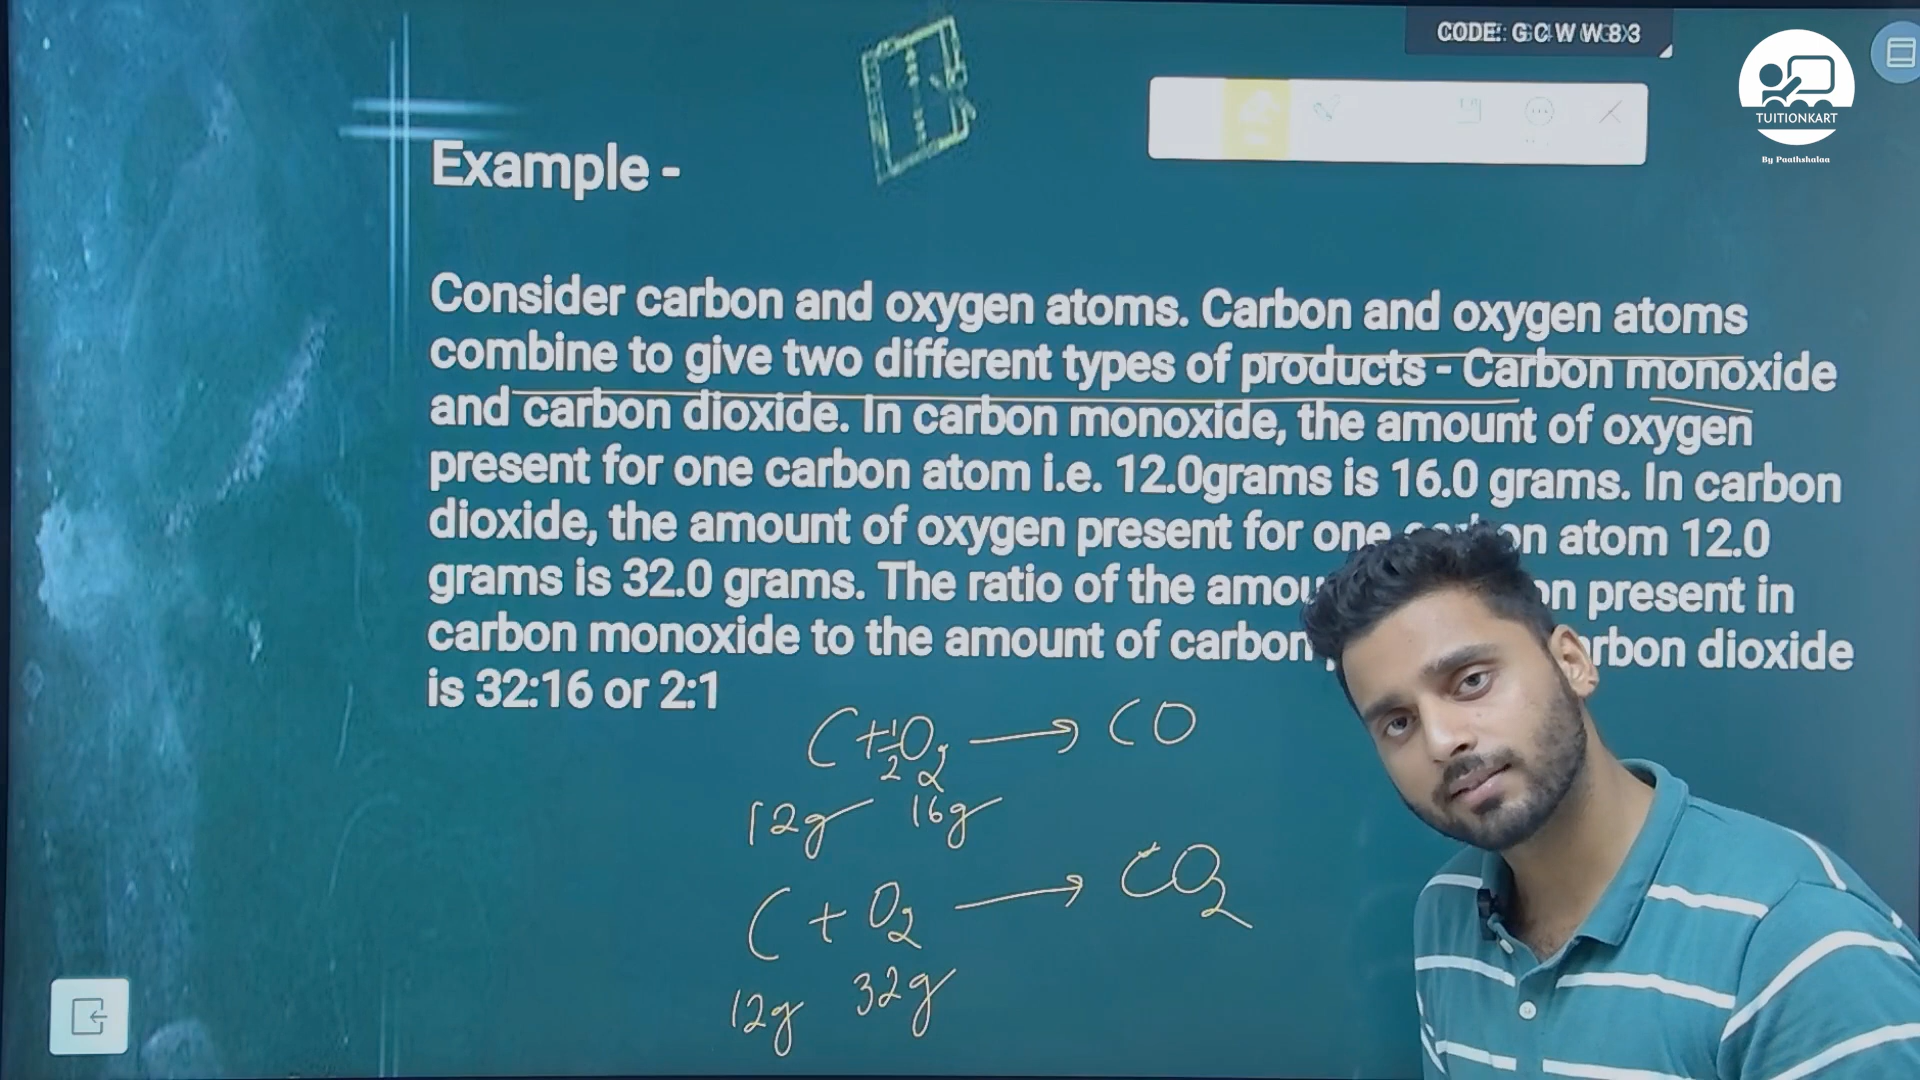 CODE: G C W W 8 3
TUITIONKART
By Paathshalaa
Example -
Consider carbon and oxygen atoms. Carbon and oxygen atoms
combine to give two different types of products - Carbon monoxide
and carbon dioxide. In carbon monoxide, the amount of oxygen
present for one carbon atom i.e. 12.0grams is 16.0 grams. In carbon
dioxide, the amount of oxygen present for one atom 12.0
grams is 32.0 grams. The ratio of the present in
carbon monoxide to the amount of carbon dioxide
is 32:16 or 2:1
C + 1/2 O2 → CO
12g 16g
C + O2 → CO2
12g 32g